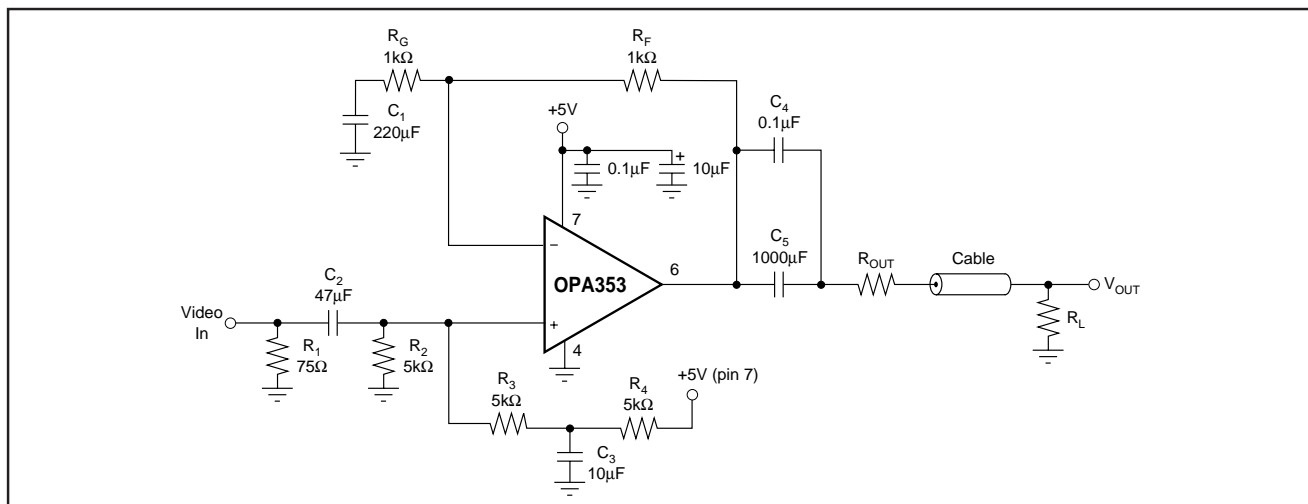 R_G
1kΩ
R_F
1kΩ
C_1
220μF
+5V
C_4
0.1μF
0.1μF
+
10μF
7
−
OPA353
6
C_5
1000μF
R_OUT
Cable
V_OUT
R_L
Video
In
C_2
47μF
+
4
R_1
75Ω
R_2
5kΩ
R_3
5kΩ
R_4
5kΩ
+5V (pin 7)
C_3
10μF